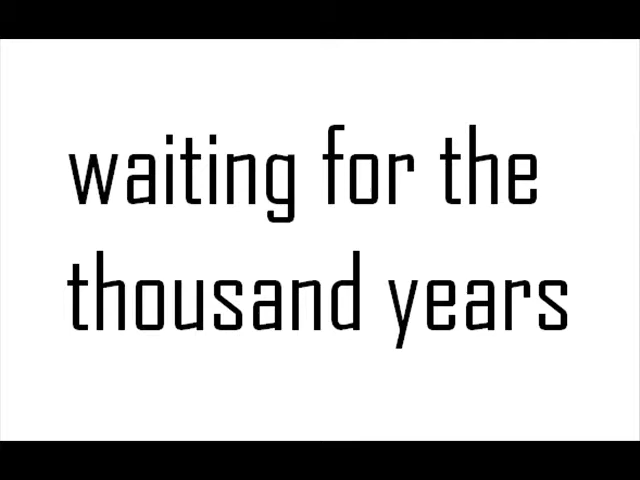 waiting for the
thousand years